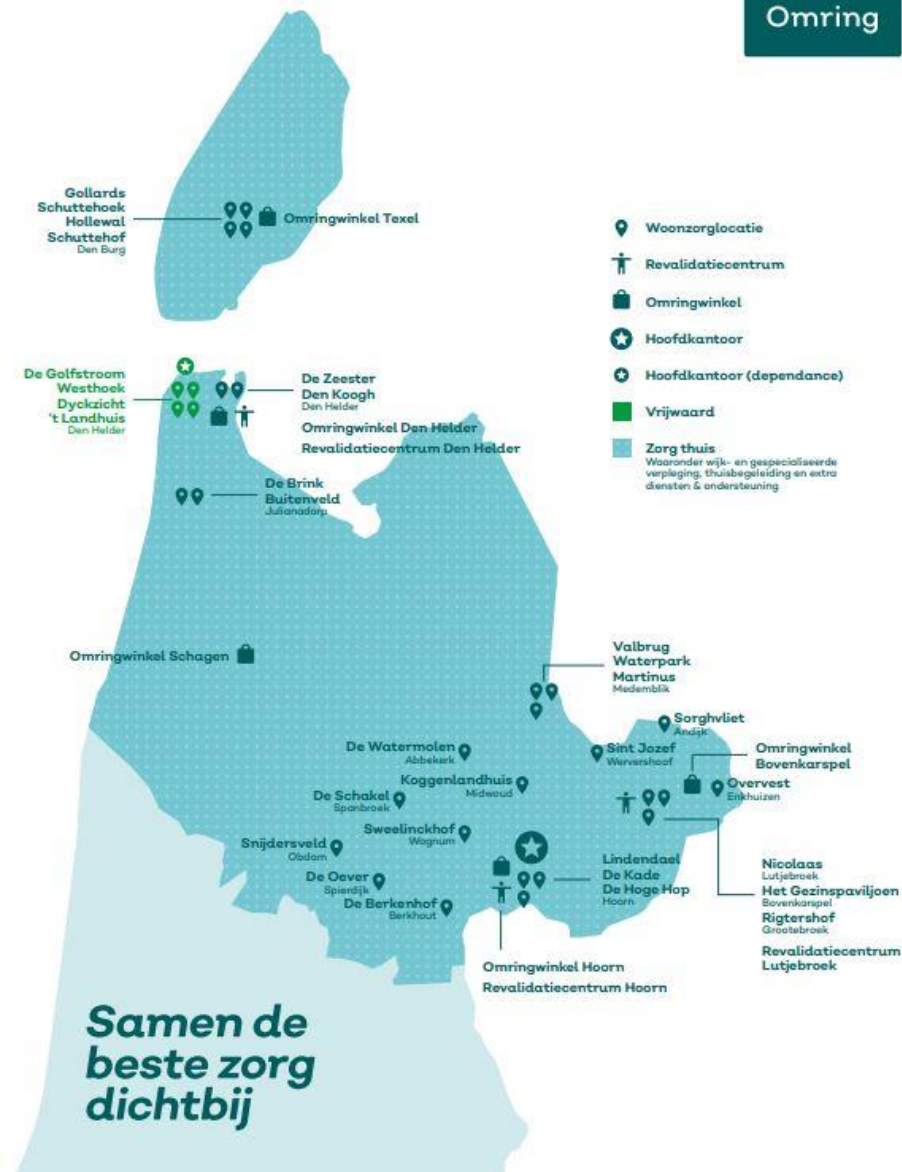 Omring
Gollards
Schuttehoek
Hollewal
Schuttehof
Den Burg
Omringwinkel Texel
Woonzorglocatie
Revalidatiecentrum
Omringwinkel
Hoofdkantoor
Hoofdkantoor (dependance)
Vrijwaard
Zorg thuis
Waaronder wijk- en gespecialiseerde
verpleging, thuisbegeleiding en extra
diensten & ondersteuning
De Golfstroom
Westhoek
Dyckzicht
't Landhuis
Den Helder
De Zeester
Den Koogh
Den Helder
Omringwinkel Den Helder
Revalidatiecentrum Den Helder
De Brink
Buitenveld
Julianadorp
Omringwinkel Schagen
Valbrug
Waterpark
Martinus
Medemblik
Sorghvliet
Andijk
De Watermolen
Abbekerk
Sint Jozef
Wervershoof
Omringwinkel
Bovenkarspel
Koggenlandhuis
Midwoud
Overvest
Enkhuizen
De Schakel
Spanbroek
Sweelinckhof
Wognum
Snijdersveld
Obdam
De Oever
Spierdijk
De Berkenhof
Berkhout
Lindendael
De Kade
De Hoge Hop
Hoorn
Nicolaas
Lutjebroek
Het Gezinspaviljoen
Bovenkarspel
Rigtershof
Grootebroek
Revalidatiecentrum
Lutjebroek
Omringwinkel Hoorn
Revalidatiecentrum Hoorn
Samen de
beste zorg
dichtbij